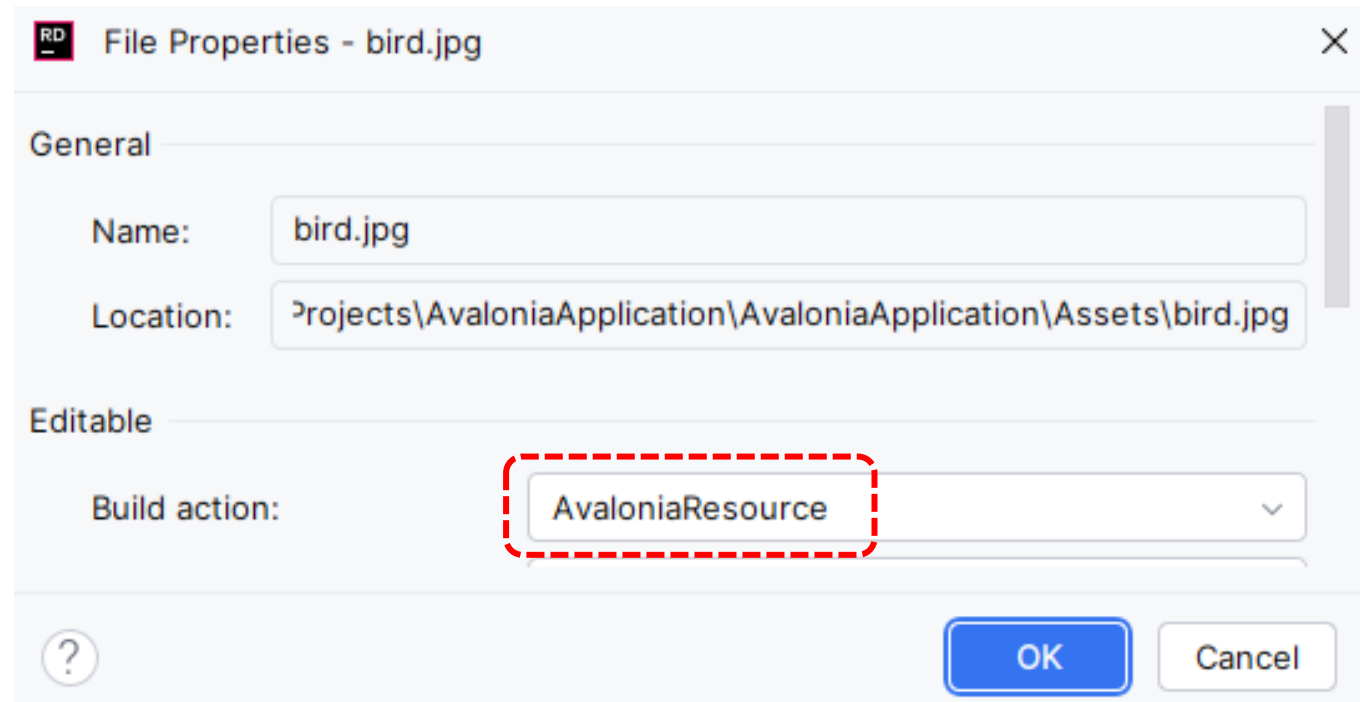 RD
File Properties - bird.jpg
General
Name:
bird.jpg
Location:
Projects\AvaloniaApplication\AvaloniaApplication\Assets\bird.jpg
Editable
Build action:
AvaloniaResource
?
OK
Cancel